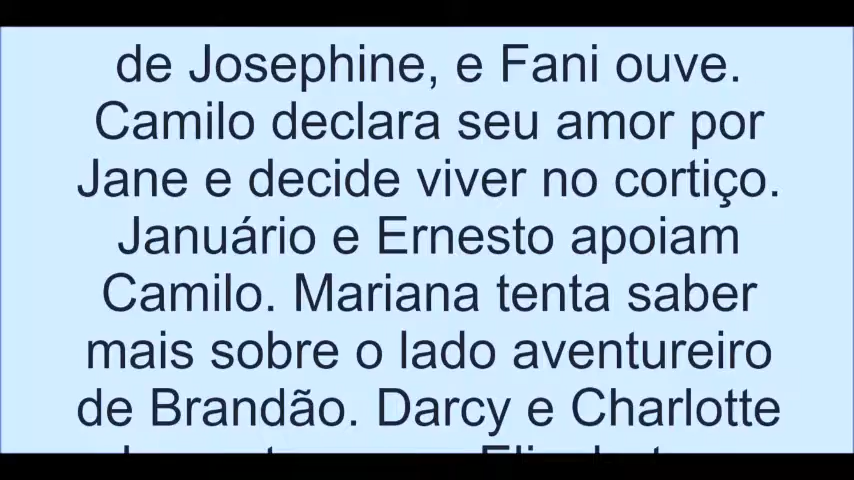 de Josephine, e Fani ouve.
Camilo declara seu amor por
Jane e decide viver no cortiço.
Januário e Ernesto apoiam
Camilo. Mariana tenta saber
mais sobre o lado aventureiro
de Brandão. Darcy e Charlotte